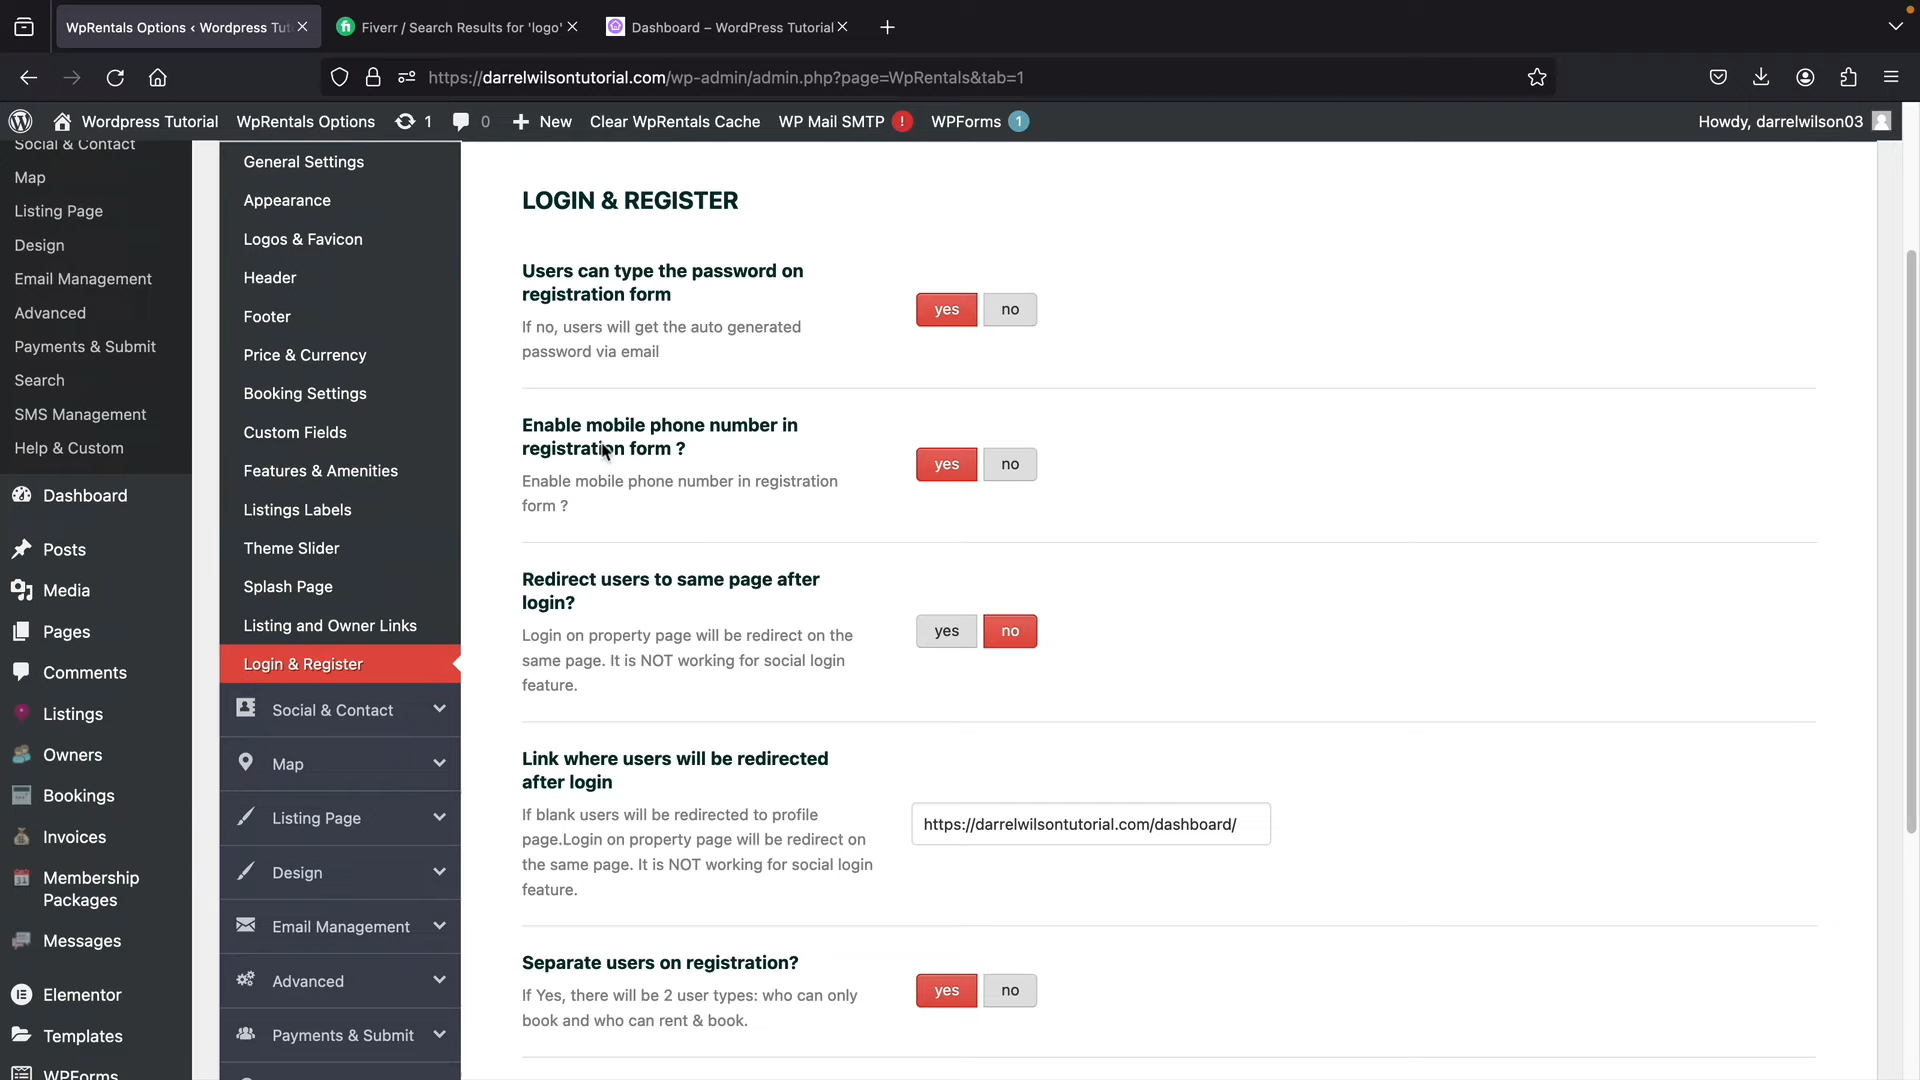 WpRentals Options ‹ Wordpress Tut
Fiverr / Search Results for 'logo'
Dashboard – WordPress Tutorial
https://darrelwilsontutorial.com/wp-admin/admin.php?page=WpRentals&tab=1
Wordpress Tutorial
WpRentals Options
1
0
New
Clear WpRentals Cache
WP Mail SMTP !
WPForms 1
Howdy, darrelwilson03
Social & Contact
Map
Listing Page
Design
Email Management
Advanced
Payments & Submit
Search
SMS Management
Help & Custom
Dashboard
Posts
Media
Pages
Comments
Listings
Owners
Bookings
Invoices
Membership
Packages
Messages
Elementor
Templates
WPForms
General Settings
Appearance
Logos & Favicon
Header
Footer
Price & Currency
Booking Settings
Custom Fields
Features & Amenities
Listings Labels
Theme Slider
Splash Page
Listing and Owner Links
Login & Register
Social & Contact
Map
Listing Page
Design
Email Management
Advanced
Payments & Submit
LOGIN & REGISTER
Users can type the password on
registration form
If no, users will get the auto generated
password via email
yes no
Enable mobile phone number in
registration form ?
Enable mobile phone number in registration
form ?
yes no
Redirect users to same page after
login?
Login on property page will be redirect on the
same page. It is NOT working for social login
feature.
yes no
Link where users will be redirected
after login
If blank users will be redirected to profile
page.Login on property page will be redirect on
the same page. It is NOT working for social login
feature.
https://darrelwilsontutorial.com/dashboard/
Separate users on registration?
If Yes, there will be 2 user types: who can only
book and who can rent & book.
yes no